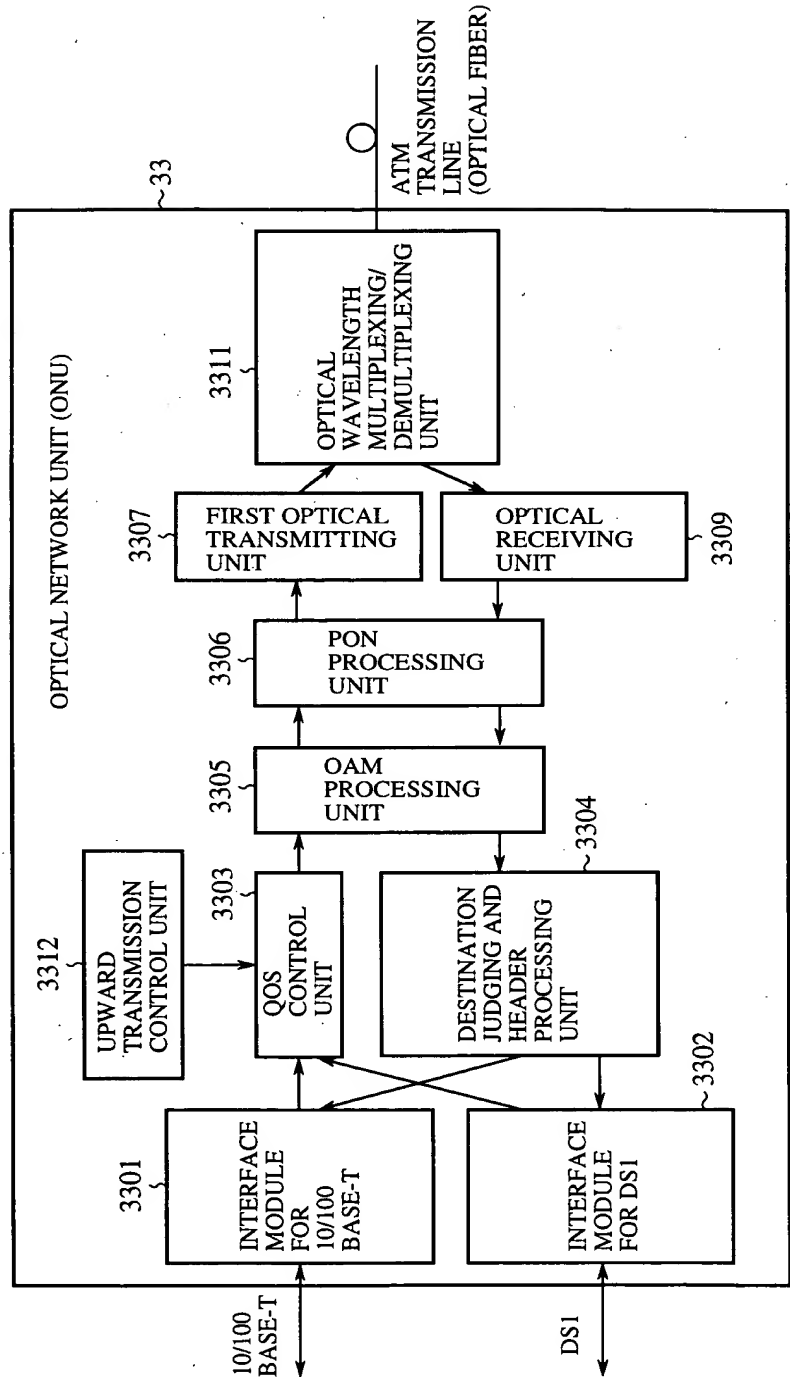 OPTICAL NETWORK UNIT (ONU)
33
3312
UPWARD
TRANSMISSION
CONTROL UNIT
10/100
BASE-T
3301
INTERFACE
MODULE
FOR
10/100
BASE-T
3303
QOS
CONTROL
UNIT
3305
OAM
PROCESSING
UNIT
3306
PON
PROCESSING
UNIT
3307
FIRST OPTICAL
TRANSMITTING
UNIT
3311
OPTICAL
WAVELENGTH
MULTIPLEXING/
DEMULTIPLEXING
UNIT
ATM
TRANSMISSION
LINE
(OPTICAL FIBER)
DS1
3302
INTERFACE
MODULE
FOR DS1
3304
DESTINATION
JUDGING AND
HEADER
PROCESSING
UNIT
OPTICAL
RECEIVING
UNIT
3309